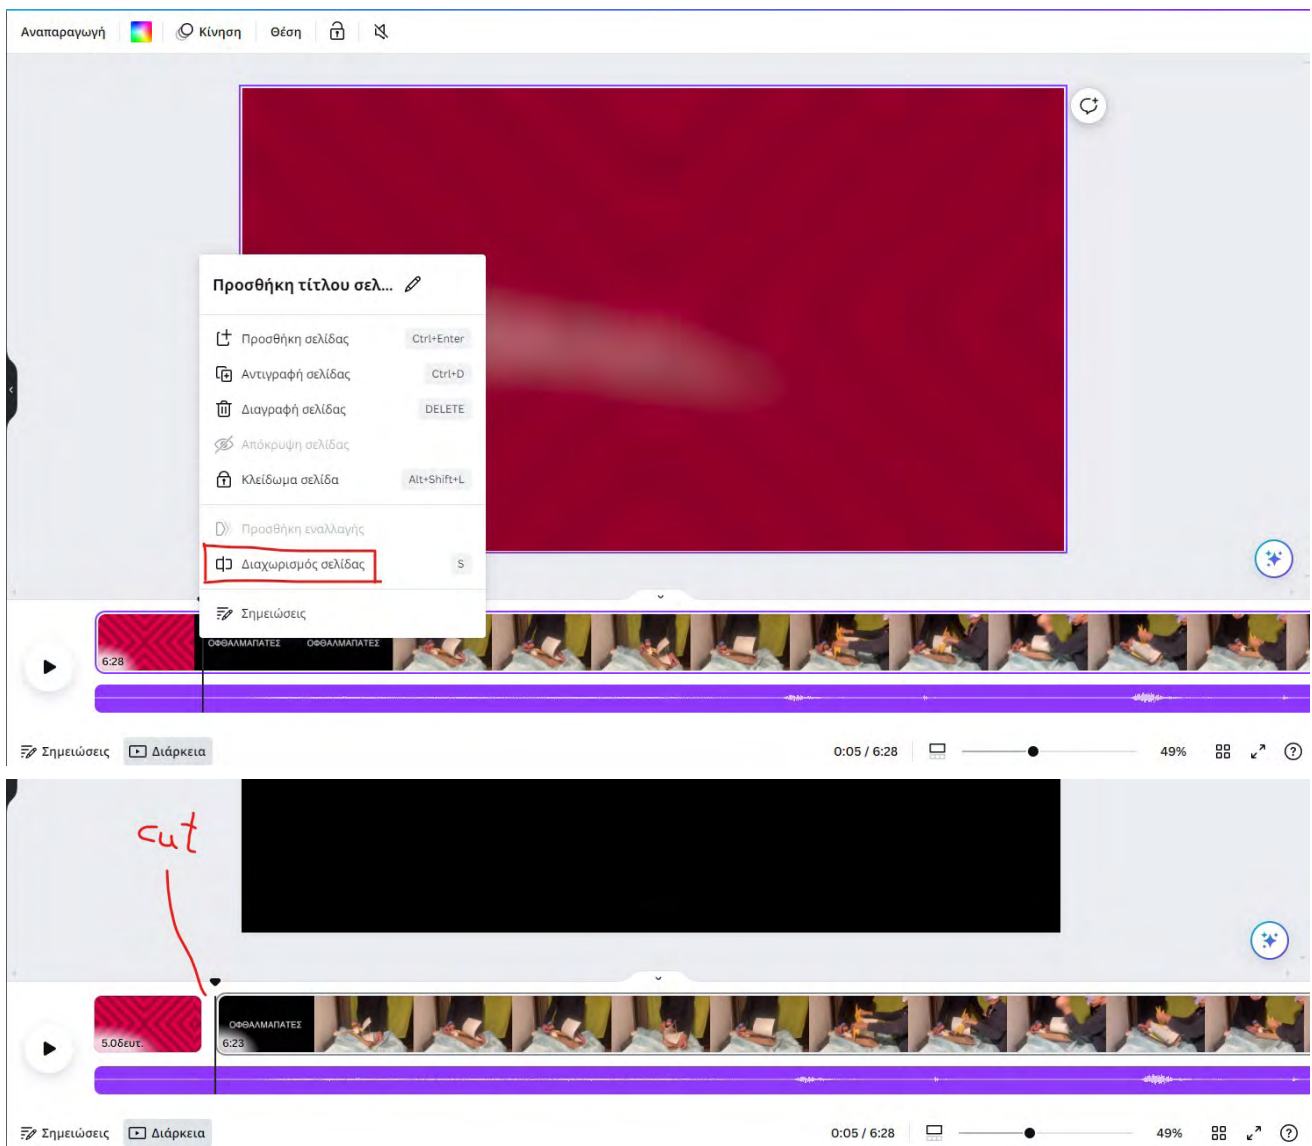 Αναπαραγωγή Κίνηση Θέση
Προσθήκη τίτλου σελ...
Προσθήκη σελίδας Ctrl+Enter
Αντιγραφή σελίδας Ctrl+D
Διαγραφή σελίδας DELETE
Απόκρυψη σελίδας
Κλείδωμα σελίδα Alt+Shift+L
Προσθήκη εναλλαγής
Διαχωρισμός σελίδας S
Σημειώσεις
ΟΦΘΑΛΜΑΠΑΤΕΣ ΟΦΘΑΛΜΑΠΑΤΕΣ
6:28
Σημειώσεις Διάρκεια 0:05 / 6:28 49%
cut
ΟΦΘΑΛΜΑΠΑΤΕΣ
5.0δευτ. 6:23
Σημειώσεις Διάρκεια 0:05 / 6:28 49%